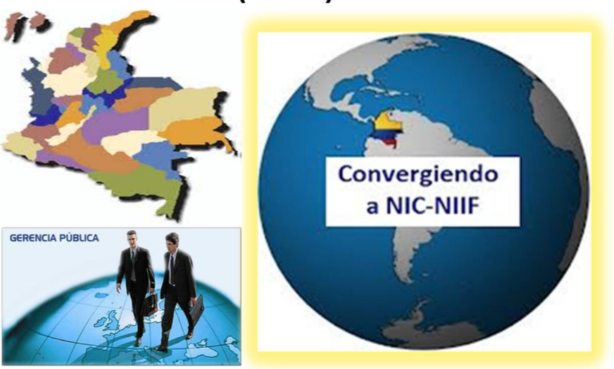 GERENCIA PÚBLICA
Convergiendo
a NIC-NIIF